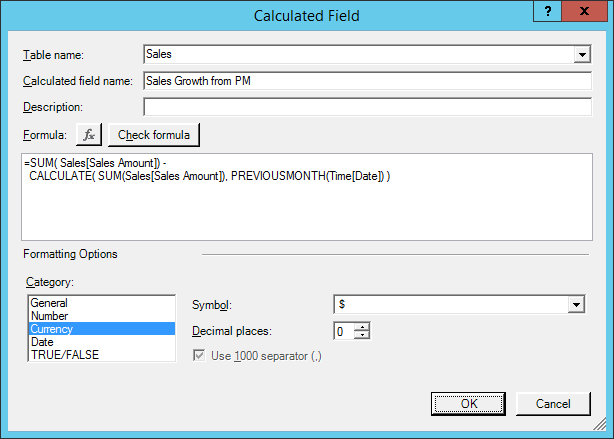 Calculated Field
? x
Table name: Sales
Calculated field name: Sales Growth from PM
Description:
Formula: fx Check formula
=SUM( Sales[Sales Amount]) -
CALCULATE( SUM(Sales[Sales Amount]), PREVIOUSMONTH(Time[Date]) )
Formatting Options
Category:
General
Number
Currency
Date
TRUE/FALSE
Symbol: $
Decimal places: 0
Use 1000 separator (,)
OK Cancel